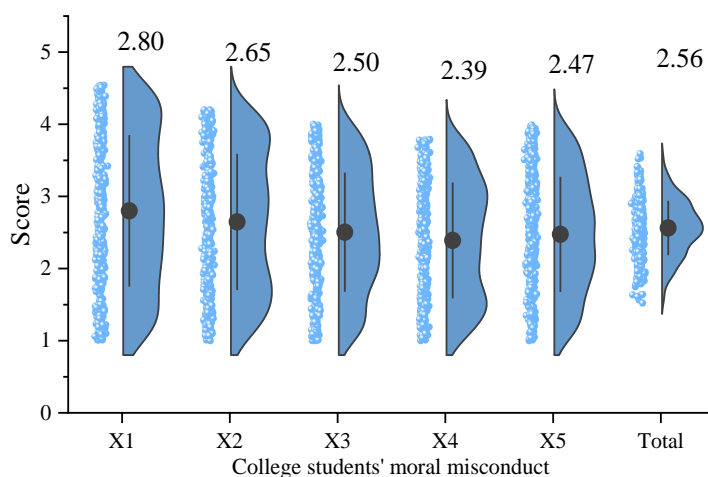 2.80 2.65 2.50 2.39 2.47 2.56
5
4
3
2
1
0
Score
X1 X2 X3 X4 X5 Total
College students' moral misconduct